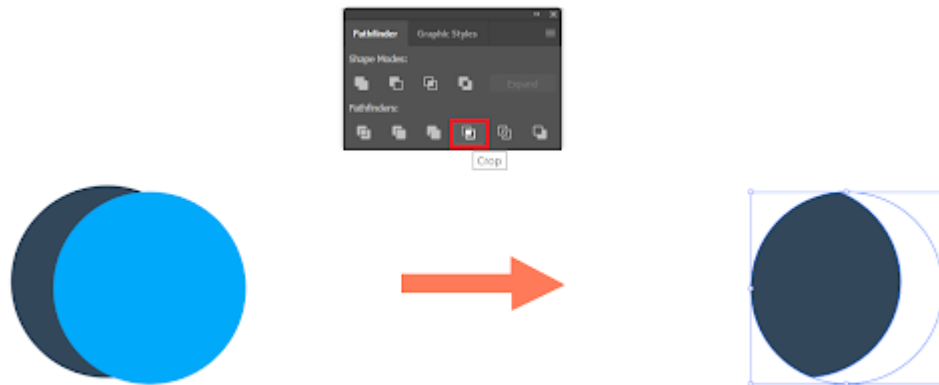 Pathfinder Graphic Styles
Shape Modes:
Expand
Pathfinders:
Crop